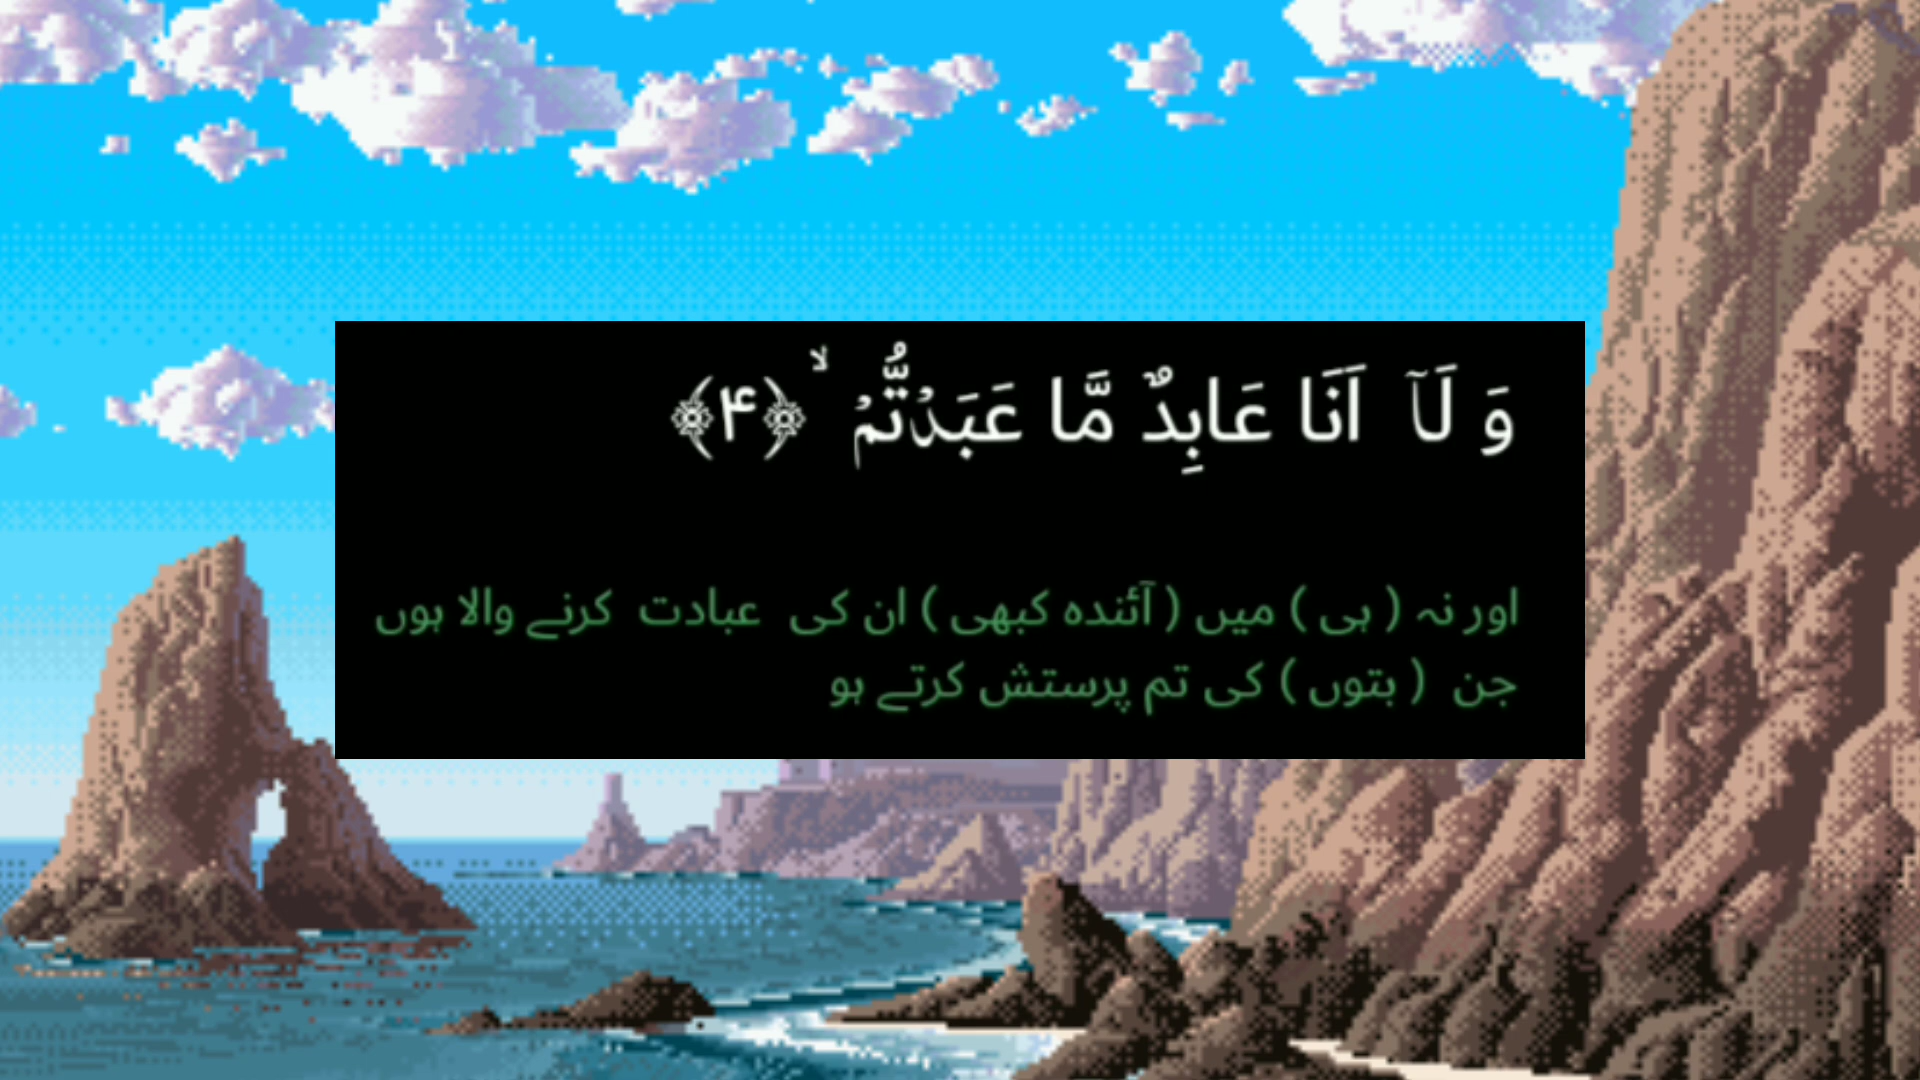 وَ لَاۤ اَنَا عَابِدٌ مَّا عَبَدۡتُّمۡ ۙ﴿۴﴾
اور نہ ( ہی ) میں ( آئندہ کبھی ) ان کی عبادت کرنے والا ہوں
جن ( بتوں ) کی تم پرستش کرتے ہو